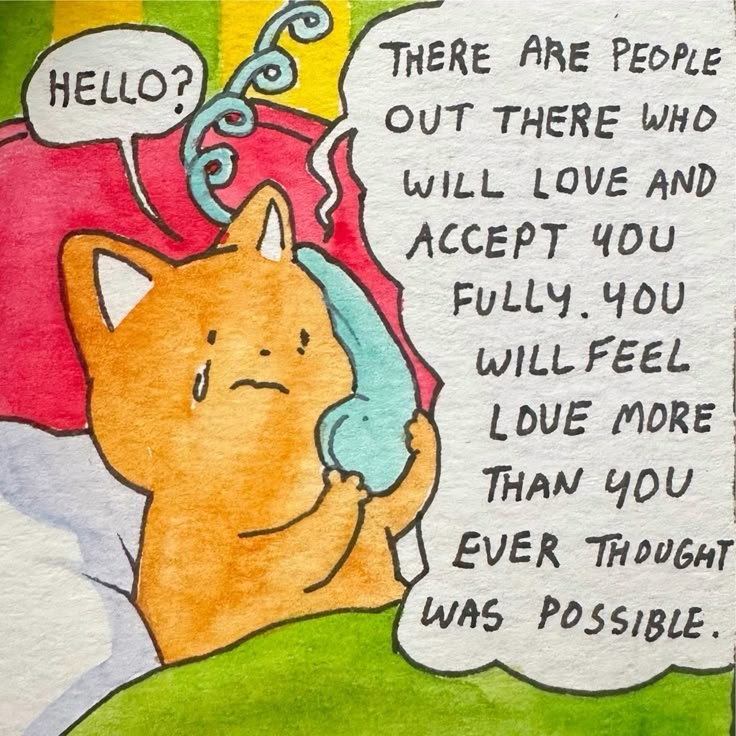 HELLO?
THERE ARE PEOPLE
OUT THERE WHO
WILL LOVE AND
ACCEPT YOU
FULLY. YOU
WILL FEEL
LOVE MORE
THAN YOU
EVER THOUGHT
WAS POSSIBLE.